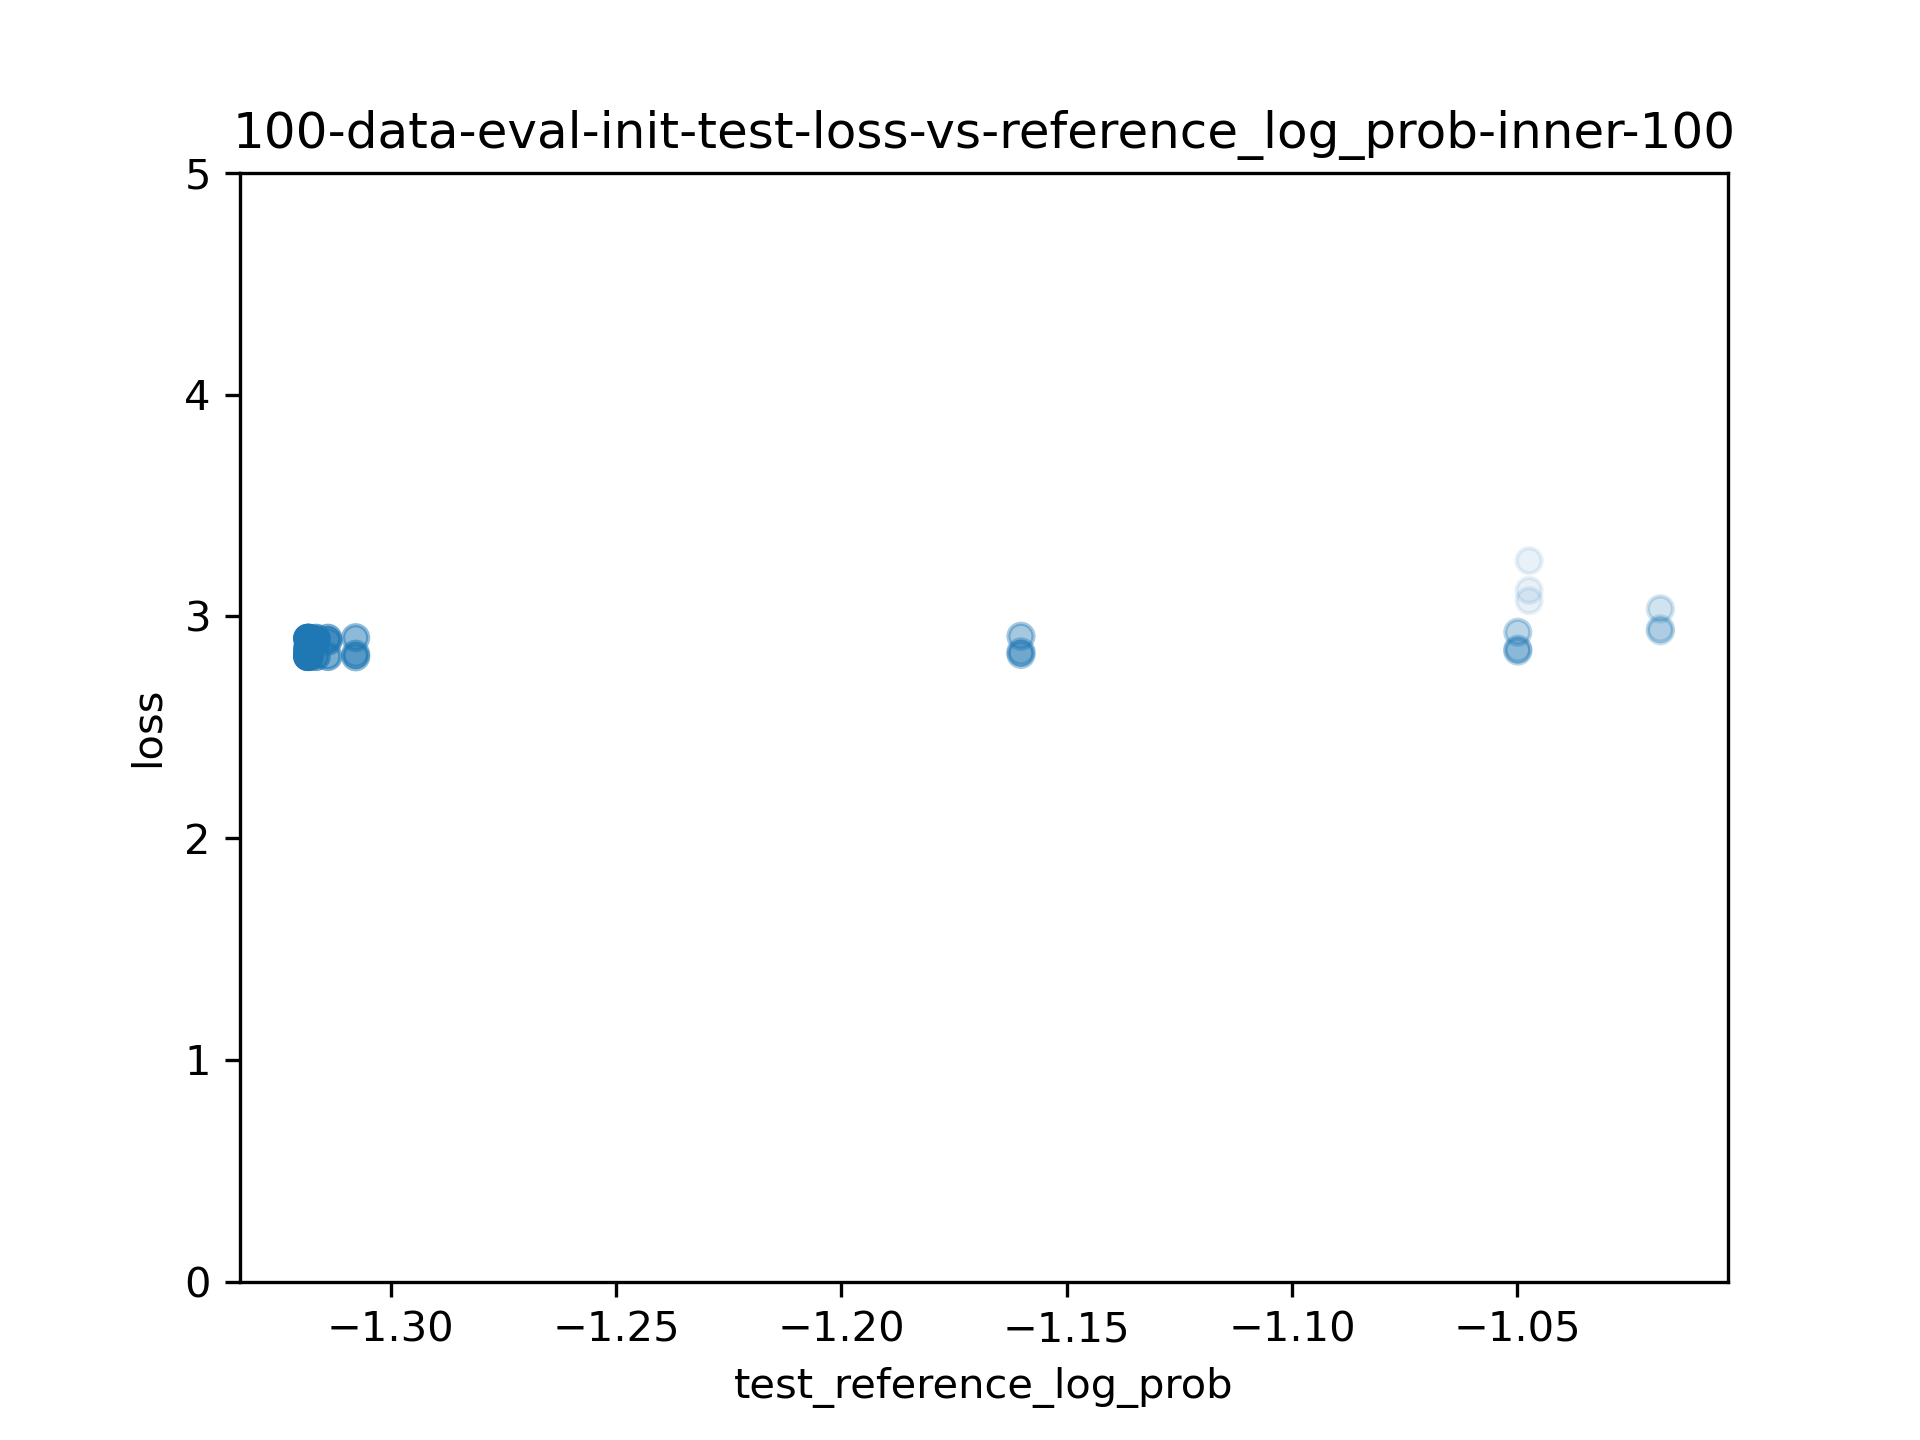 100-data-eval-init-test-loss-vs-reference_log_prob-inner-100
5
4
3
2
1
0
loss
−1.30 −1.25 −1.20 −1.15 −1.10 −1.05
test_reference_log_prob